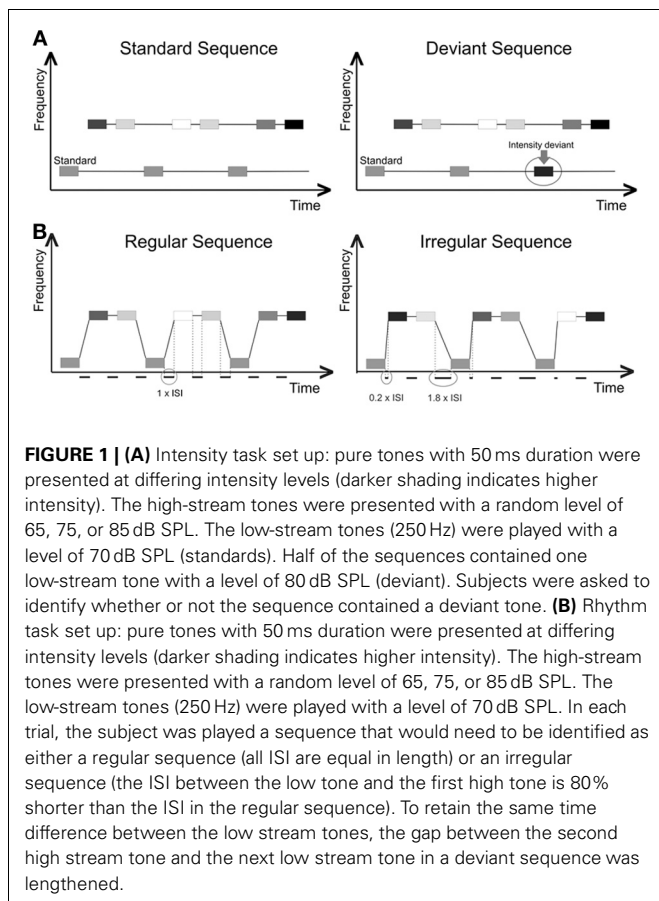 A
Standard Sequence
Deviant Sequence
Frequency
Standard
Time
Frequency
Standard
Intensity deviant
Time
B
Regular Sequence
Irregular Sequence
Frequency
1 x ISI
Time
Frequency
0.2 x ISI
1.8 x ISI
Time
FIGURE 1 | (A) Intensity task set up: pure tones with 50 ms duration were
presented at differing intensity levels (darker shading indicates higher
intensity). The high-stream tones were presented with a random level of
65, 75, or 85 dB SPL. The low-stream tones (250 Hz) were played with a
level of 70 dB SPL (standards). Half of the sequences contained one
low-stream tone with a level of 80 dB SPL (deviant). Subjects were asked to
identify whether or not the sequence contained a deviant tone. (B) Rhythm
task set up: pure tones with 50 ms duration were presented at differing
intensity levels (darker shading indicates higher intensity). The high-stream
tones were presented with a random level of 65, 75, or 85 dB SPL. The
low-stream tones (250 Hz) were played with a level of 70 dB SPL. In each
trial, the subject was played a sequence that would need to be identified as
either a regular sequence (all ISI are equal in length) or an irregular
sequence (the ISI between the low tone and the first high tone is 80%
shorter than the ISI in the regular sequence). To retain the same time
difference between the low stream tones, the gap between the second
high stream tone and the next low stream tone in a deviant sequence was
lengthened.